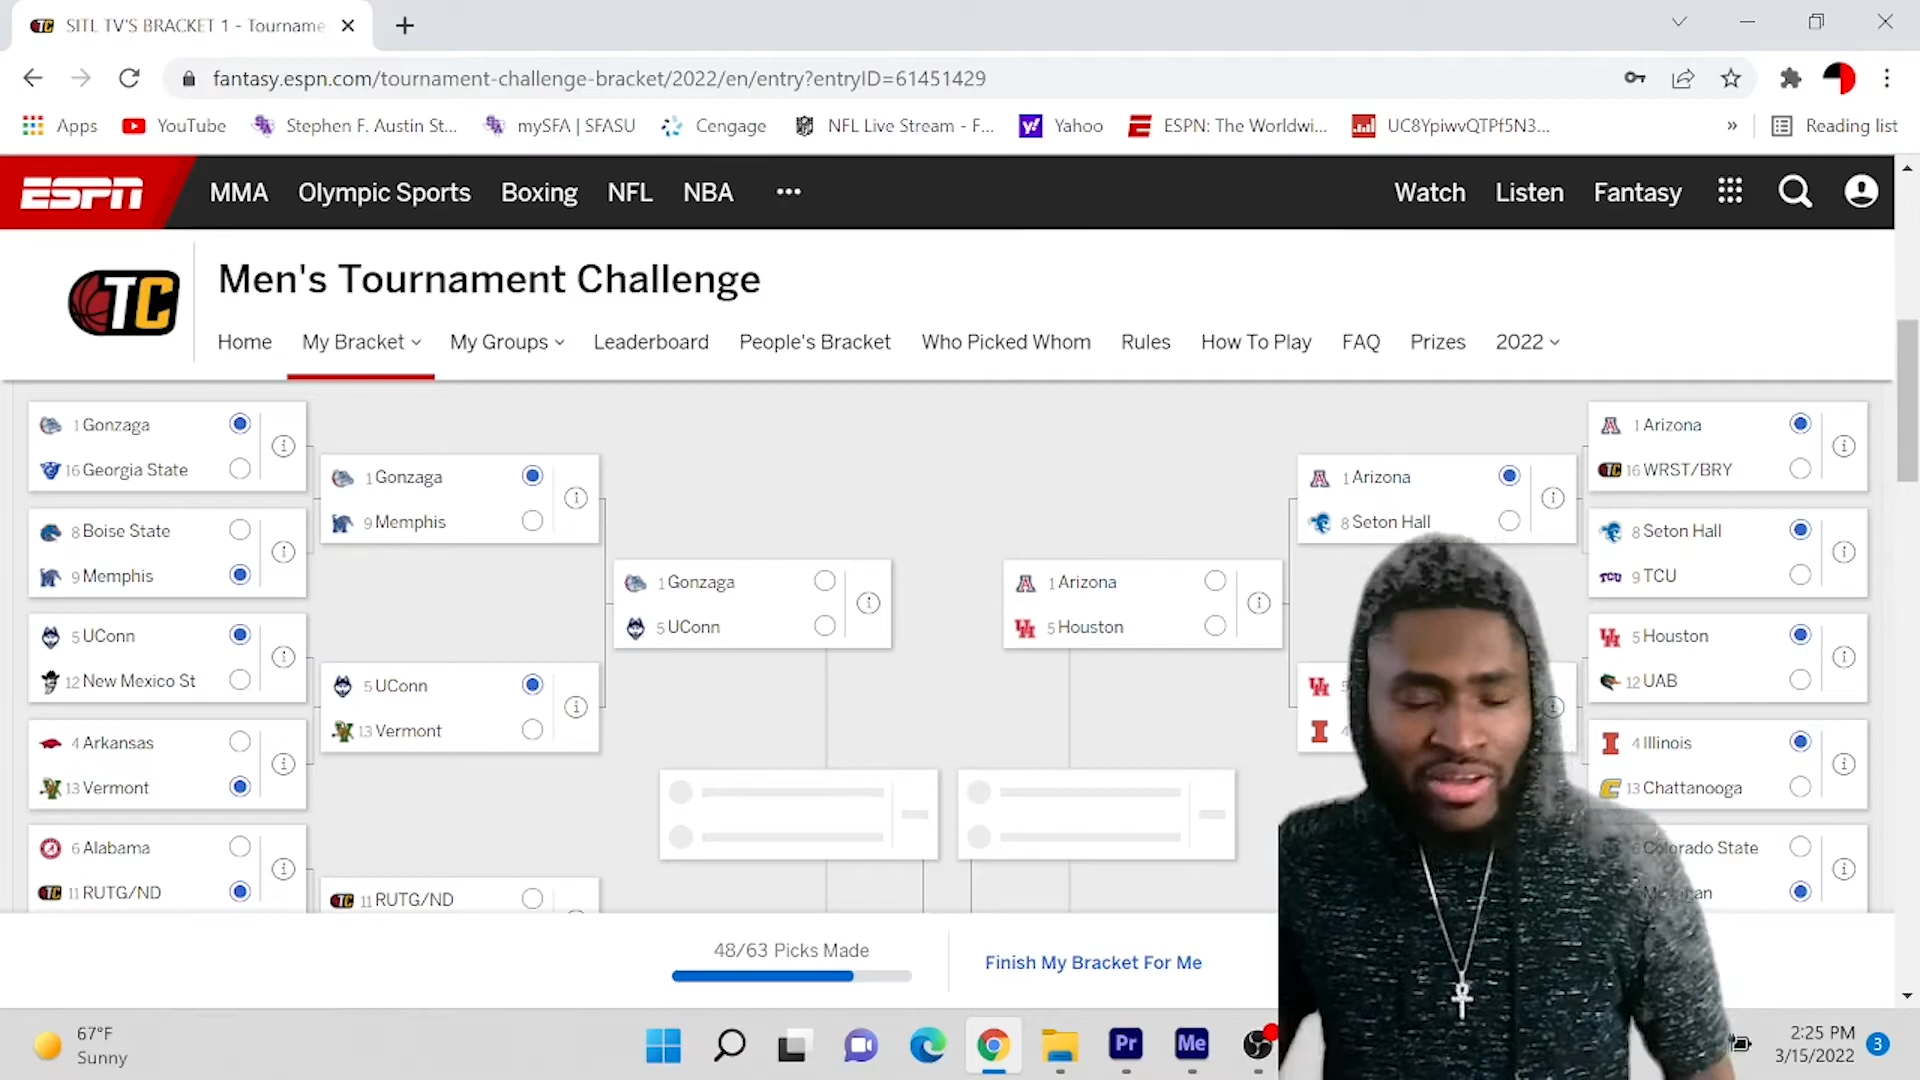 SITL TV'S BRACKET 1 - Tourname
fantasy.espn.com/tournament-challenge-bracket/2022/en/entry?entryID=61451429
Apps
YouTube
Stephen F. Austin St...
mySFA | SFASU
Cengage
NFL Live Stream - F...
Yahoo
ESPN: The Worldwi...
UC8YpiwvQTPf5N3...
»
Reading list
ESPN
MMA
Olympic Sports
Boxing
NFL
NBA
Watch
Listen
Fantasy
TC
Men's Tournament Challenge
Home
My Bracket
My Groups
Leaderboard
People's Bracket
Who Picked Whom
Rules
How To Play
FAQ
Prizes
2022
1 Gonzaga
16 Georgia State
8 Boise State
9 Memphis
5 UConn
12 New Mexico St
4 Arkansas
13 Vermont
6 Alabama
11 RUTG/ND
1 Gonzaga
9 Memphis
5 UConn
13 Vermont
11 RUTG/ND
1 Gonzaga
5 UConn
1 Arizona
5 Houston
1 Arizona
8 Seton Hall
1 Arizona
16 WRST/BRY
8 Seton Hall
9 TCU
5 Houston
12 UAB
4 Illinois
13 Chattanooga
Colorado State
48/63 Picks Made
Finish My Bracket For Me
67°F
Sunny
Pr
Me
2:25 PM
3/15/2022
3